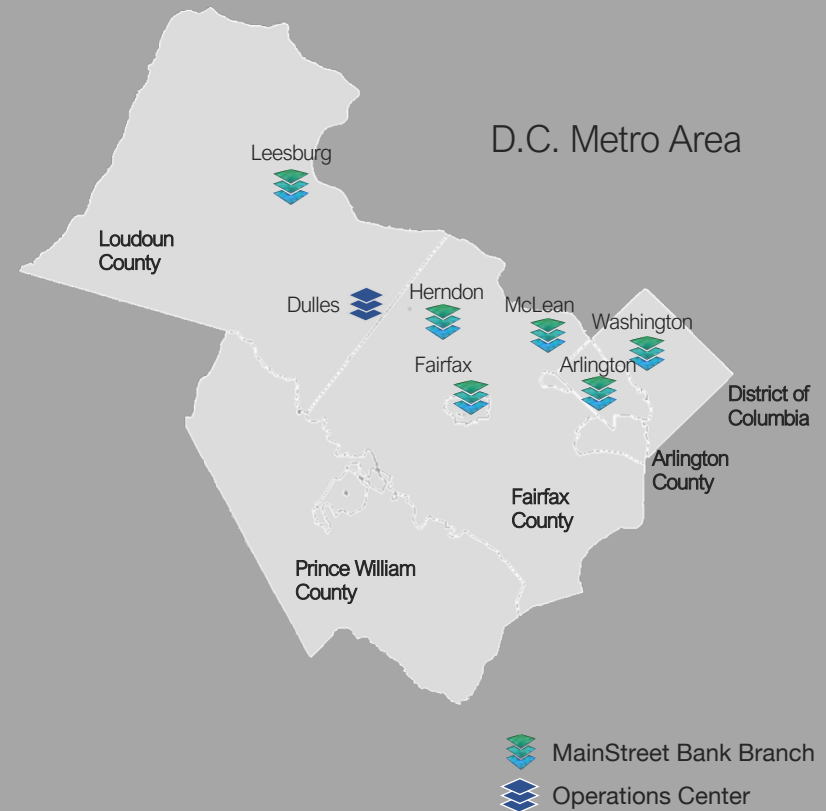 D.C. Metro Area
Leesburg
Loudoun
County
Dulles
Herndon
McLean
Washington
Fairfax
Arlington
District of
Columbia
Arlington
County
Fairfax
County
Prince William
County
MainStreet Bank Branch
Operations Center